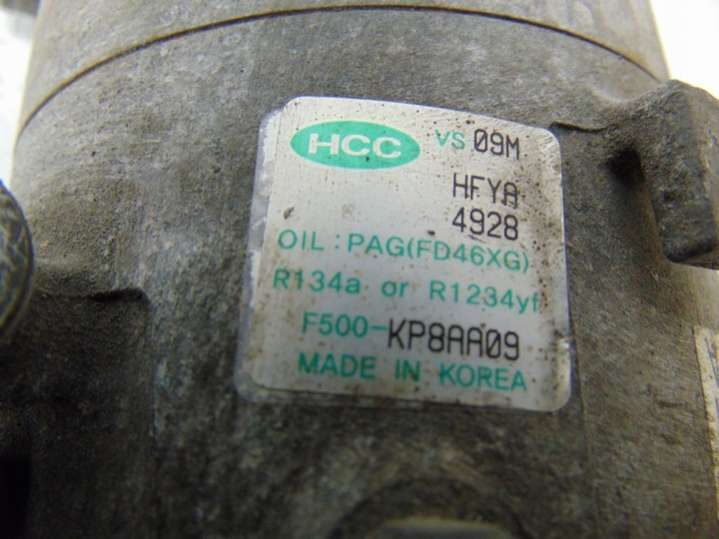 HCC VS 09M
HFYA
4928
OIL : PAG(FD46XG)
R134a or R1234yf
F500-KP8AA09
MADE IN KOREA